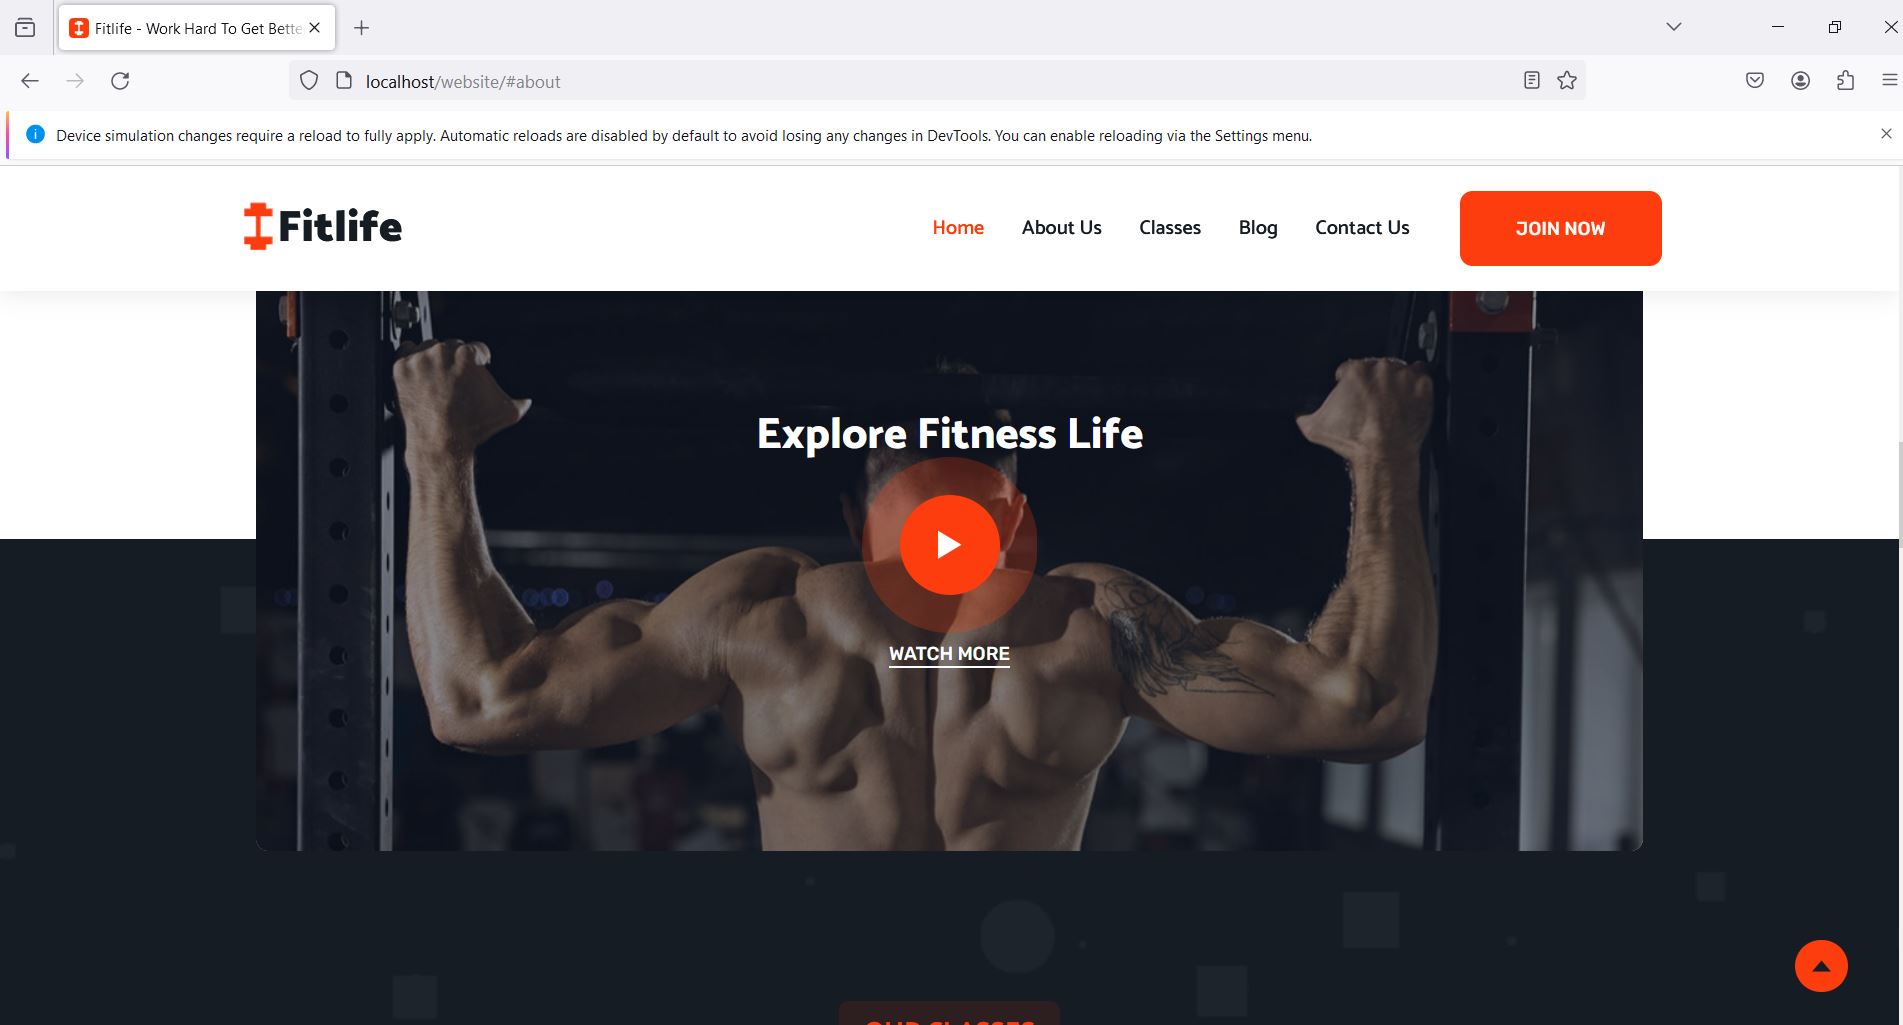 Fitlife - Work Hard To Get Bette
localhost/website/#about
Device simulation changes require a reload to fully apply. Automatic reloads are disabled by default to avoid losing any changes in DevTools. You can enable reloading via the Settings menu.
Fitlife
Home About Us Classes Blog Contact Us JOIN NOW
Explore Fitness Life
WATCH MORE
OUR CLASSES